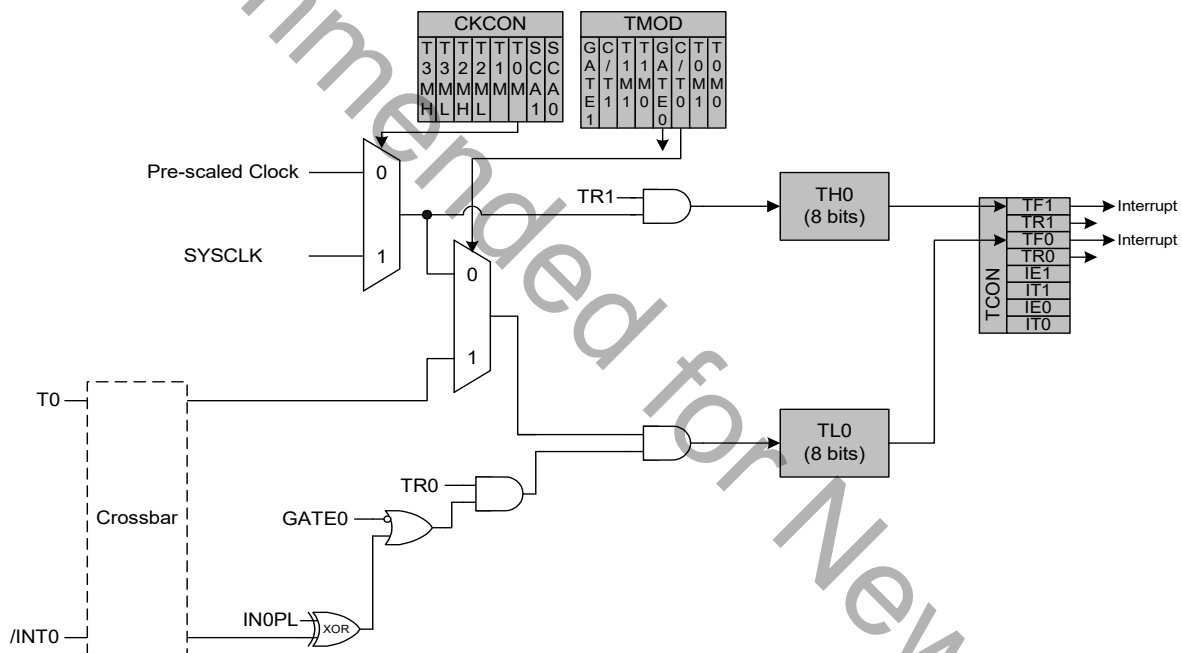 CKCON
T3MH
T3ML
T2MH
T2ML
T1M
T0M
SCA1
SCA0
TMOD
GATE1
C/T1
T1M1
T1M0
GATE0
C/T0
T0M1
T0M0
Pre-scaled Clock
0
SYSCLK
1
TR1
TH0
(8 bits)
TCON
TF1
TR1
TF0
TR0
IE1
IT1
IE0
IT0
Interrupt
Interrupt
0
1
T0
Crossbar
/INT0
TR0
GATE0
IN0PL
XOR
TL0
(8 bits)
nmended for New